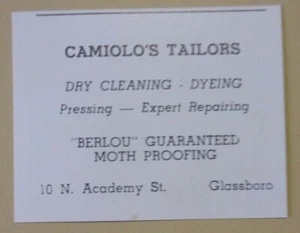 CAMIOLO'S TAILORS
DRY CLEANING - DYEING
Pressing — Expert Repairing
"BERLOU" GUARANTEED
MOTH PROOFING
10 N. Academy St. Glassboro